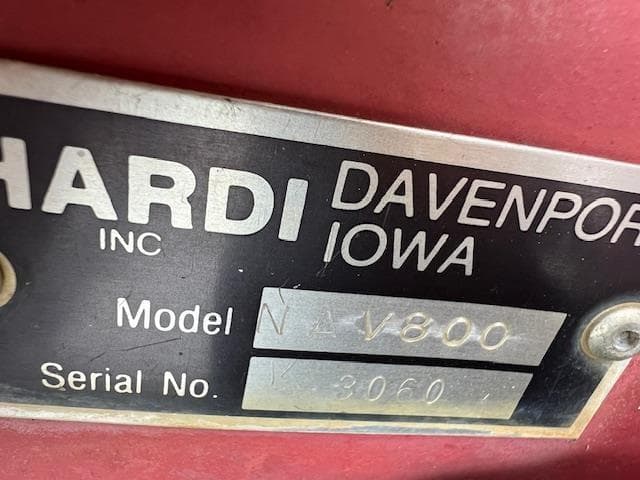 HARDI DAVENPOR
INC IOWA
Model NAV800
Serial No. K 3060